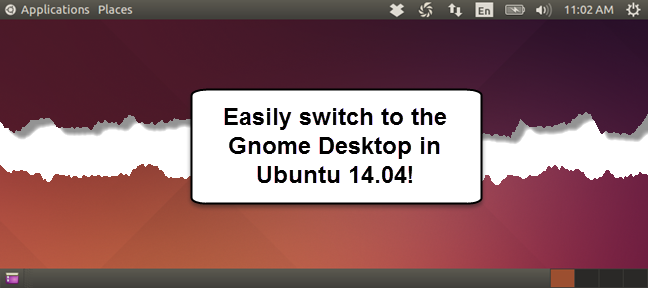 Applications Places En 11:02 AM
Easily switch to the
Gnome Desktop in
Ubuntu 14.04!